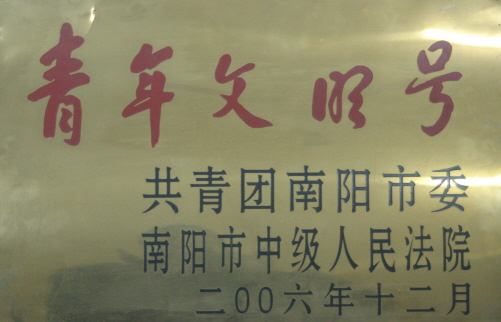 青年文明号
共青团南阳市委
南阳市中级人民法院
二00六年十二月